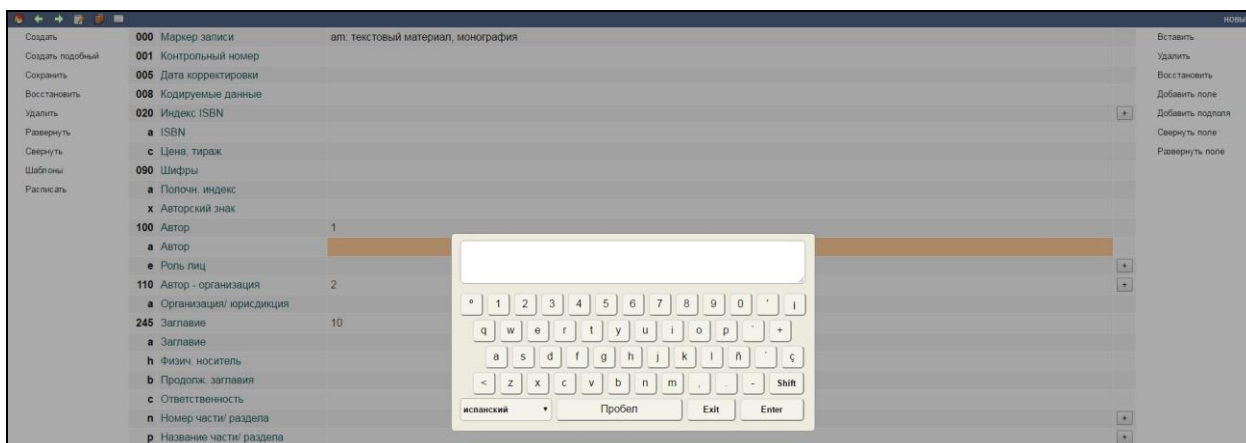 новы
Создать
Создать подобный
Сохранить
Восстановить
Удалить
Развернуть
Свернуть
Шаблоны
Расписать
000 Маркер записи am: текстовый материал, монография
001 Контрольный номер
005 Дата корректировки
008 Кодируемые данные
020 Индекс ISBN +
a ISBN
c Цена, тираж
090 Шифры
a Полочн. индекс
x Авторский знак
100 Автор 1
a Автор
e Роль лиц +
110 Автор - организация 2 +
a Организация/ юрисдикция
245 Заглавие 10
a Заглавие
h Физич. носитель
b Продолж. заглавия
c Ответственность
n Номер части/ раздела +
p Название части/ раздела +
º 1 2 3 4 5 6 7 8 9 0 ' ¡
q w e r t y u i o p ` +
a s d f g h j k l ñ ´ ç
< z x c v b n m , . - Shift
испанский Пробел Exit Enter
Вставить
Удалить
Восстановить
Добавить поле
Добавить подполя
Свернуть поле
Развернуть поле